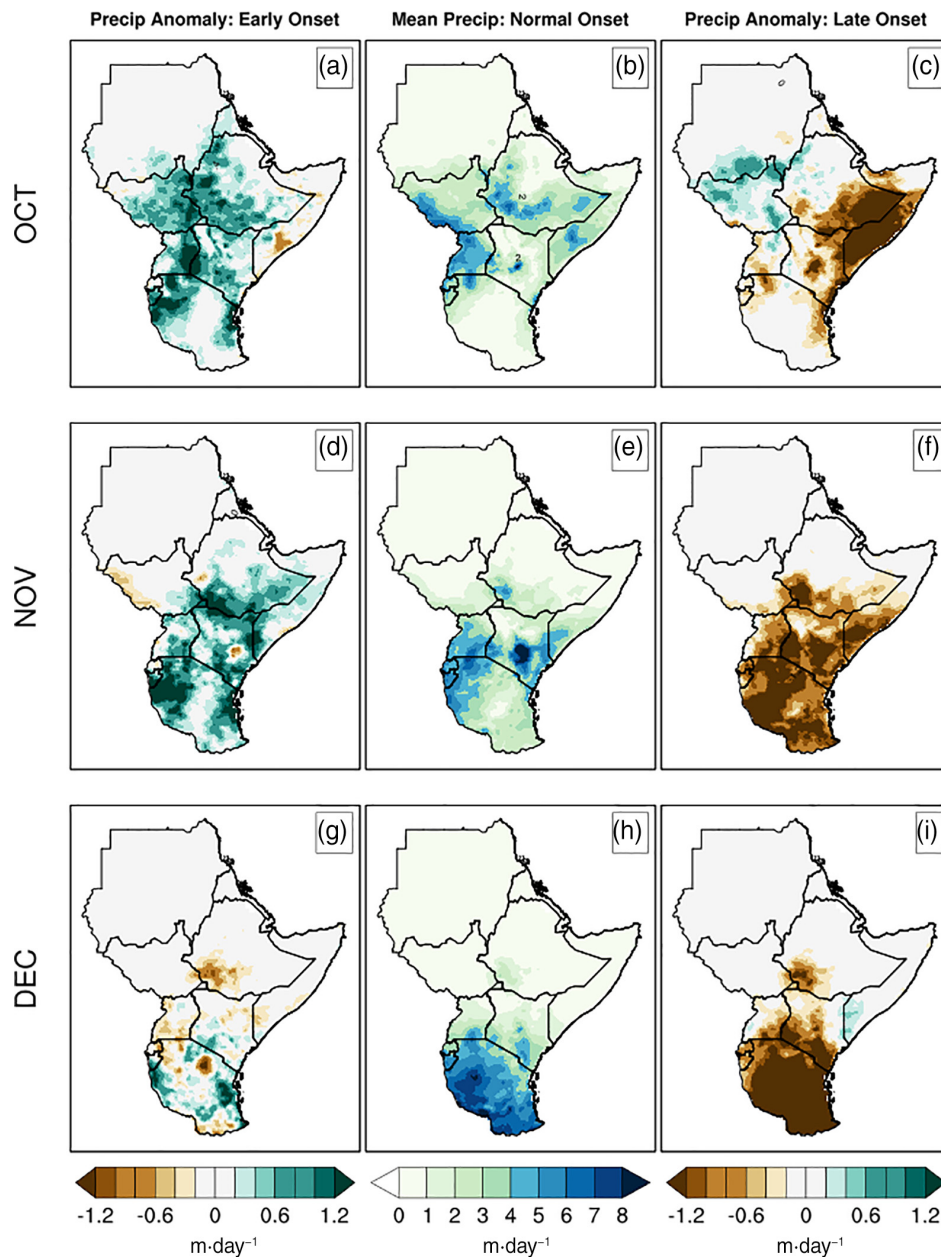 Precip Anomaly: Early Onset Mean Precip: Normal Onset Precip Anomaly: Late Onset
(a) (b) (c)
OCT
2
2
(d) (e) (f)
NOV
(g) (h) (i)
DEC
-1.2 -0.6 0 0.6 1.2 0 1 2 3 4 5 6 7 8 -1.2 -0.6 0 0.6 1.2
m·day⁻¹ m·day⁻¹ m·day⁻¹